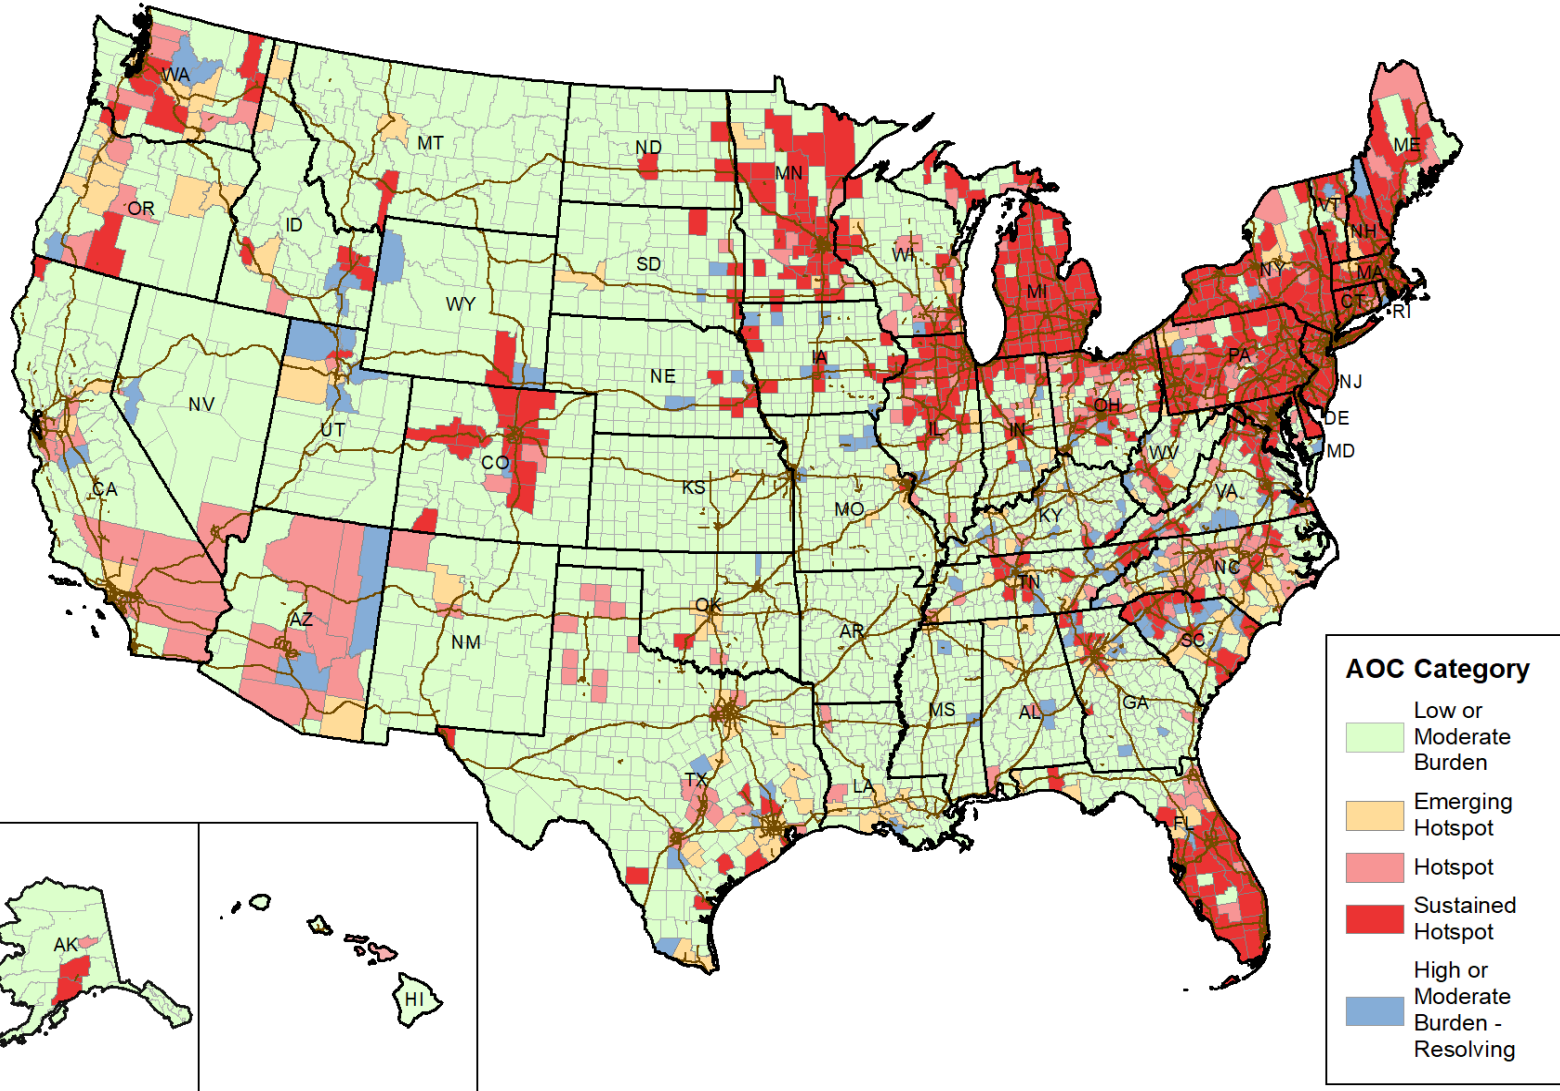 WA
MT
ND
MN
ME
OR
ID
SD
WI
VT
NH
NY
MA
WY
MI
CT
RI
IA
PA
NE
NJ
NV
OH
UT
IL
IN
DE
CO
WV
MD
CA
KS
MO
VA
KY
NC
TN
AZ
OK
AR
NM
SC
MS
AL
GA
TX
LA
FL
AK
HI
AOC Category
Low or
Moderate
Burden
Emerging
Hotspot
Hotspot
Sustained
Hotspot
High or
Moderate
Burden -
Resolving